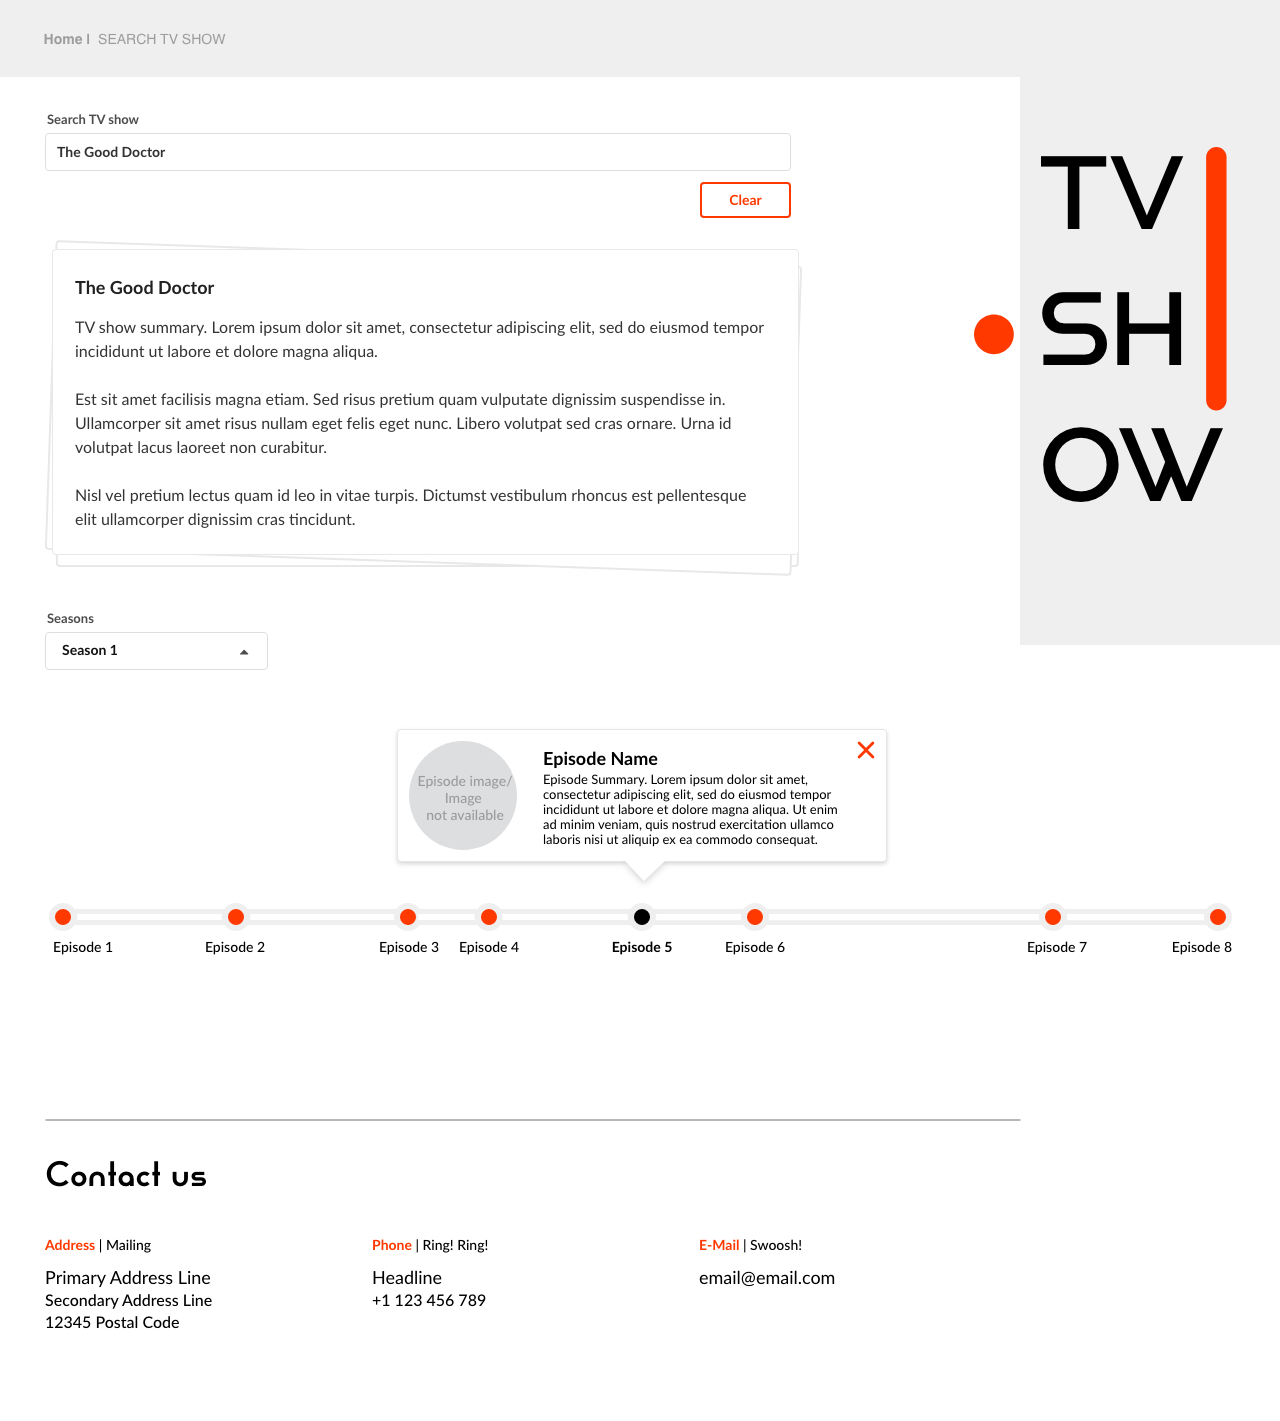 Home | SEARCH TV SHOW
Search TV show
The Good Doctor
Clear
TV
SH
OW
The Good Doctor
TV show summary. Lorem ipsum dolor sit amet, consectetur adipiscing elit, sed do eiusmod tempor
incididunt ut labore et dolore magna aliqua.
Est sit amet facilisis magna etiam. Sed risus pretium quam vulputate dignissim suspendisse in.
Ullamcorper sit amet risus nullam eget felis eget nunc. Libero volutpat sed cras ornare. Urna id
volutpat lacus laoreet non curabitur.
Nisl vel pretium lectus quam id leo in vitae turpis. Dictumst vestibulum rhoncus est pellentesque
elit ullamcorper dignissim cras tincidunt.
Seasons
Season 1
Episode image/
Image
not available
Episode Name
Episode Summary. Lorem ipsum dolor sit amet,
consectetur adipiscing elit, sed do eiusmod tempor
incididunt ut labore et dolore magna aliqua. Ut enim
ad minim veniam, quis nostrud exercitation ullamco
laboris nisi ut aliquip ex ea commodo consequat.
Episode 1
Episode 2
Episode 3
Episode 4
Episode 5
Episode 6
Episode 7
Episode 8
Contact us
Address | Mailing
Primary Address Line
Secondary Address Line
12345 Postal Code
Phone | Ring! Ring!
Headline
+1 123 456 789
E-Mail | Swoosh!
email@email.com